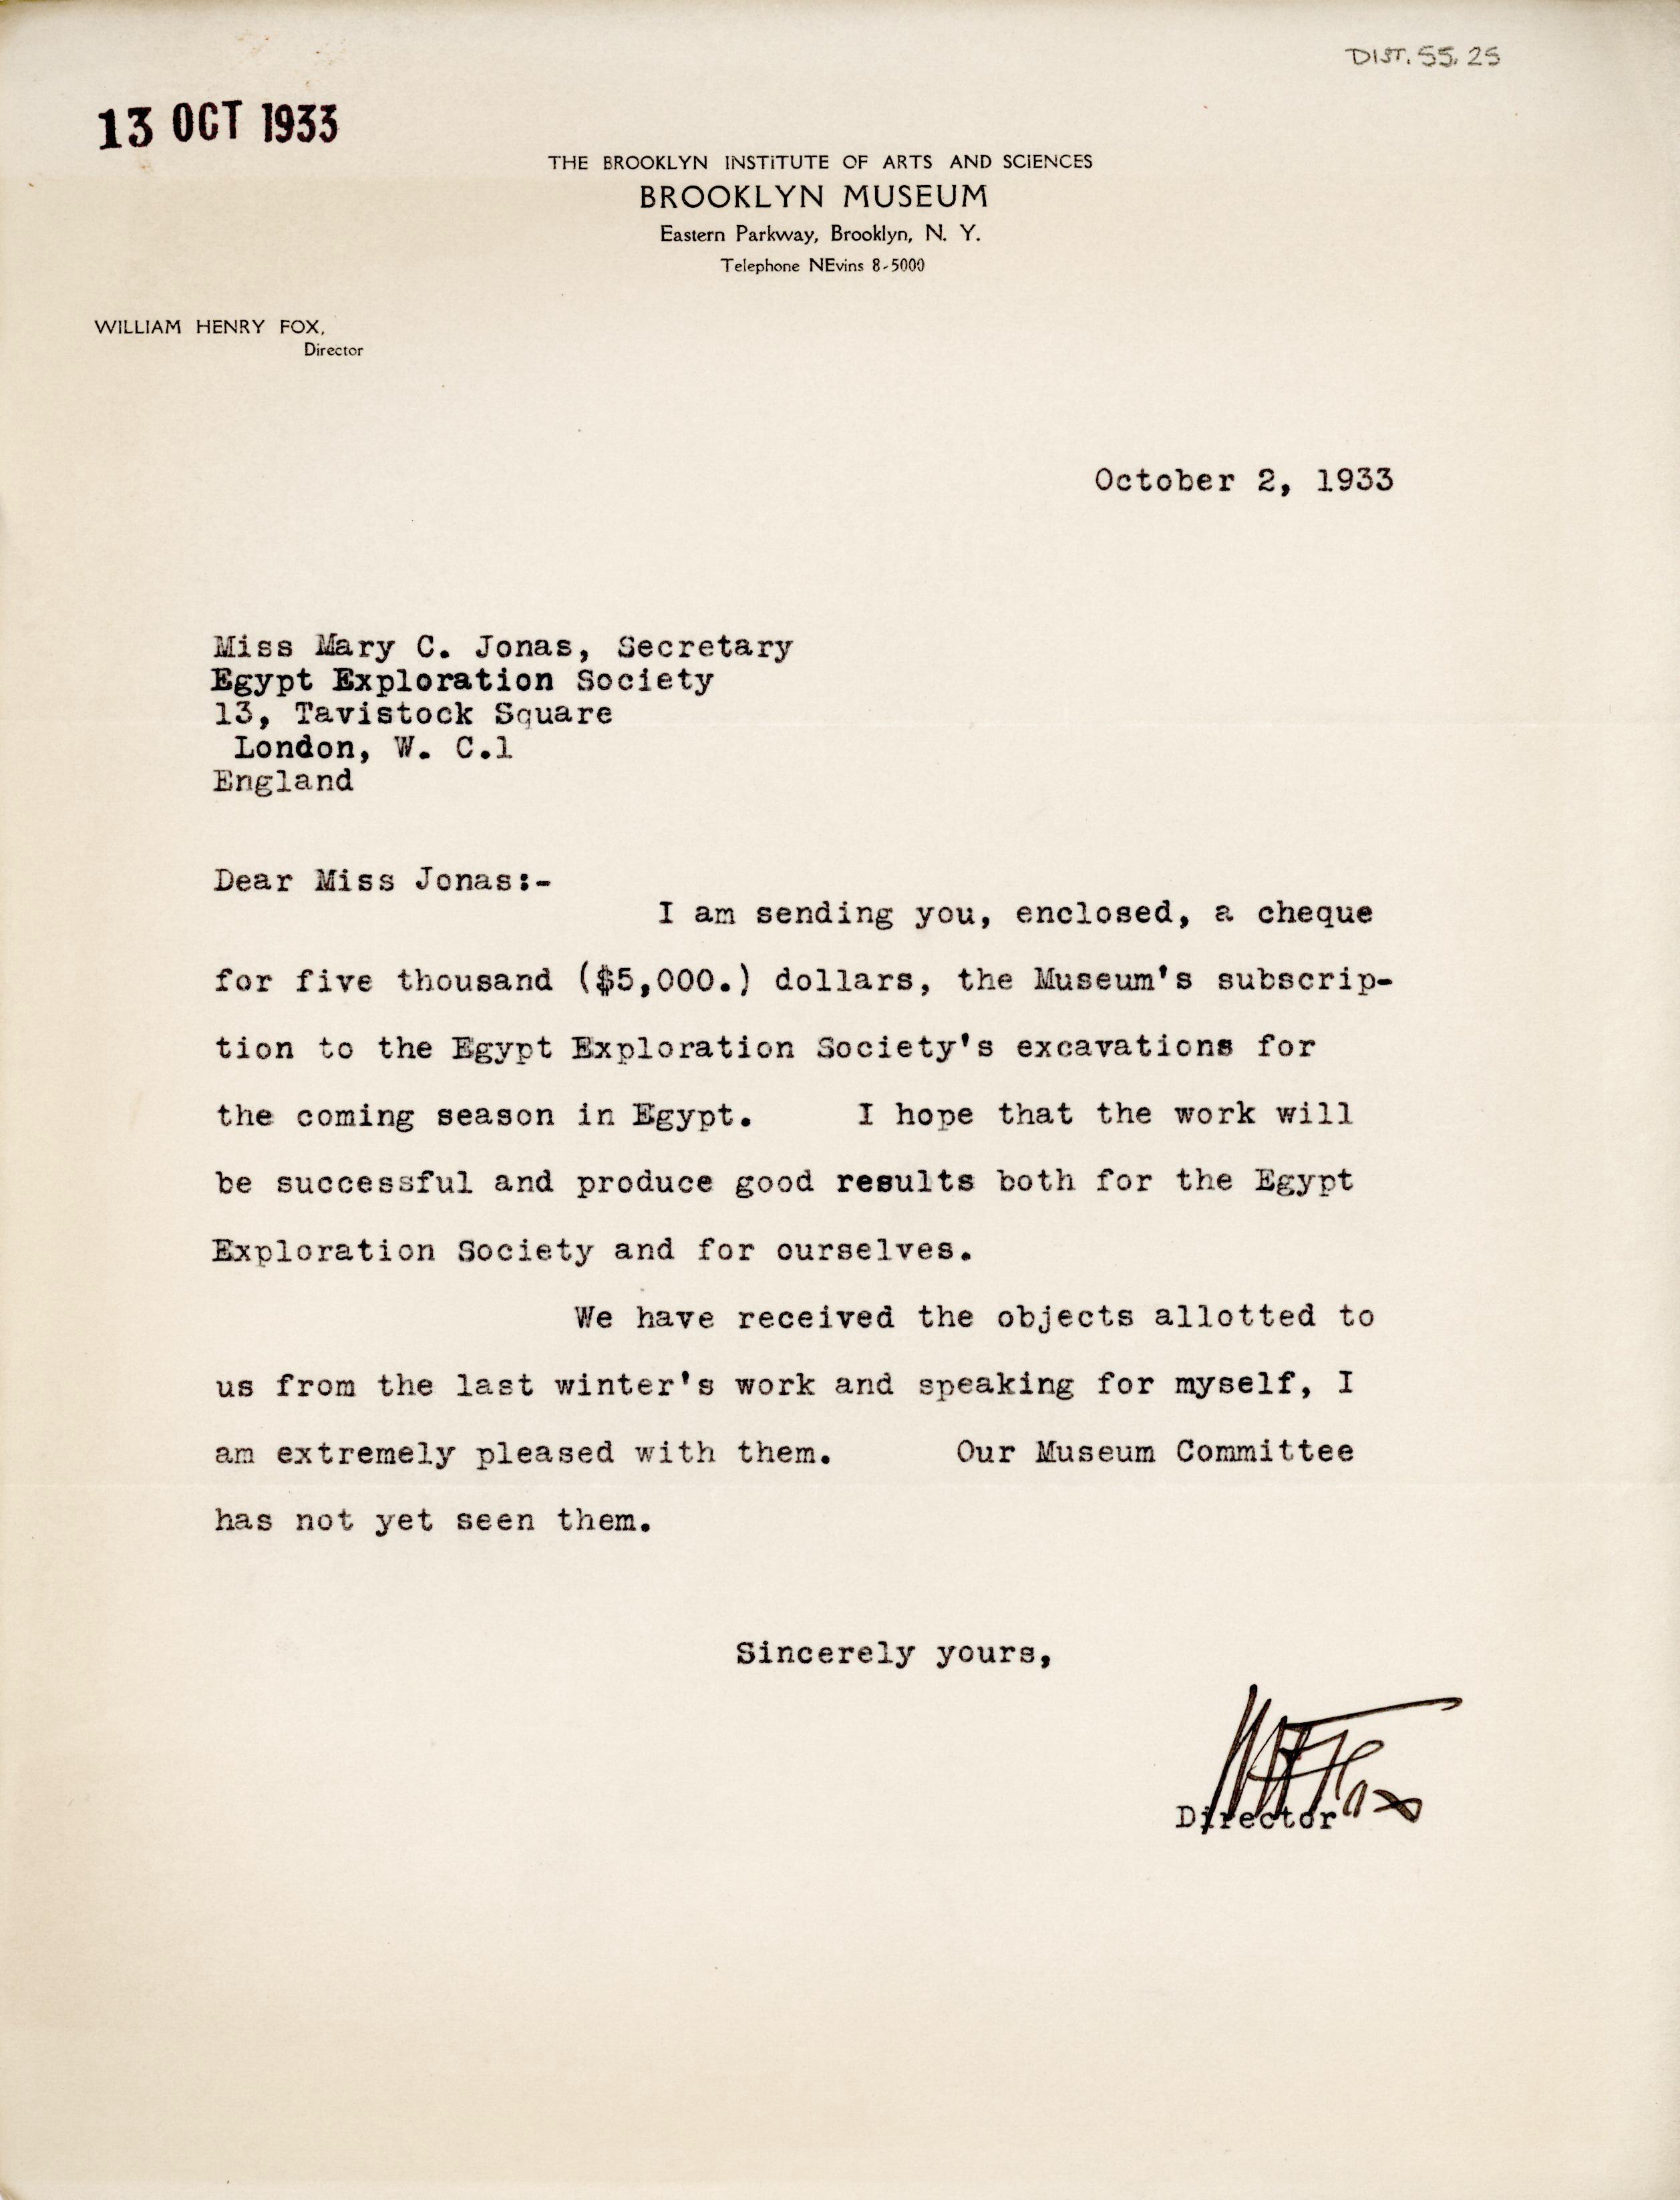 DIST. 55. 25
13 OCT 1933
THE BROOKLYN INSTITUTE OF ARTS AND SCIENCES
BROOKLYN MUSEUM
Eastern Parkway, Brooklyn, N. Y.
Telephone NEvins 8-5000
WILLIAM HENRY FOX,
Director
October 2, 1933
Miss Mary C. Jonas, Secretary
Egypt Exploration Society
13, Tavistock Square
London, W. C.1
England
Dear Miss Jonas:-
I am sending you, enclosed, a cheque
for five thousand ($5,000.) dollars, the Museum's subscrip-
tion to the Egypt Exploration Society's excavations for
the coming season in Egypt. I hope that the work will
be successful and produce good results both for the Egypt
Exploration Society and for ourselves.
We have received the objects allotted to
us from the last winter's work and speaking for myself, I
am extremely pleased with them. Our Museum Committee
has not yet seen them.
Sincerely yours,
WHFox
Director